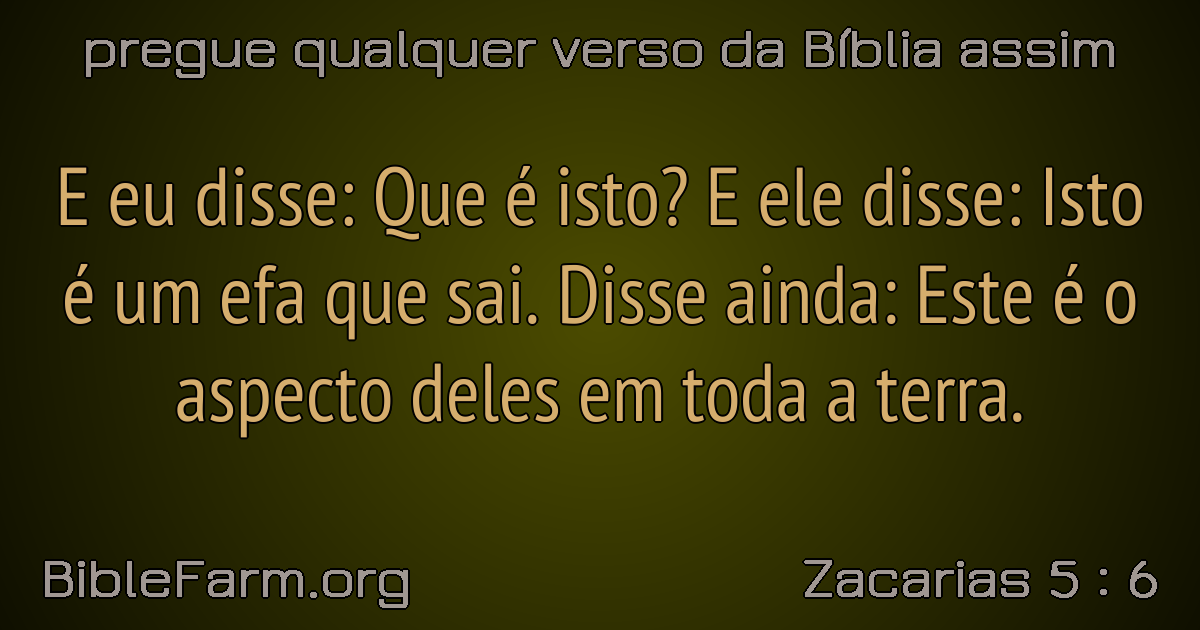 pregue qualquer verso da Bíblia assim
E eu disse: Que é isto? E ele disse: Isto
é um efa que sai. Disse ainda: Este é o
aspecto deles em toda a terra.
BibleFarm.org
Zacarias 5 : 6